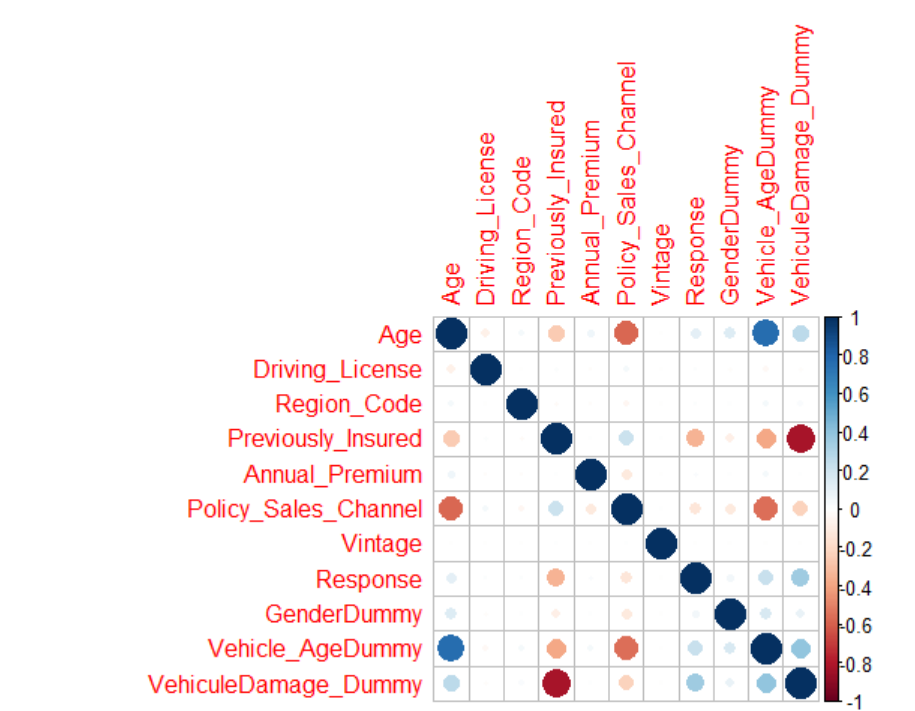 Age
Driving_License
Region_Code
Previously_Insured
Annual_Premium
Policy_Sales_Channel
Vintage
Response
GenderDummy
Vehicle_AgeDummy
VehiculeDamage_Dummy
Age
Driving_License
Region_Code
Previously_Insured
Annual_Premium
Policy_Sales_Channel
Vintage
Response
GenderDummy
Vehicle_AgeDummy
VehiculeDamage_Dummy
1
0.8
0.6
0.4
0.2
0
-0.2
-0.4
-0.6
-0.8
-1